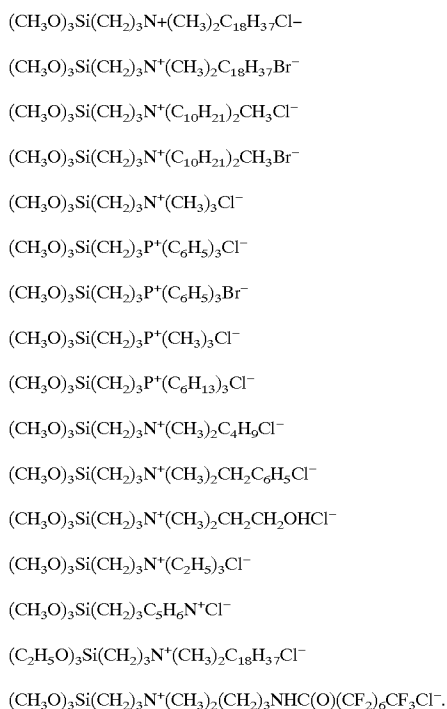 (CH₃O)₃Si(CH₂)₃N+(CH₃)₂C₁₈H₃₇Cl−
(CH₃O)₃Si(CH₂)₃N⁺(CH₃)₂C₁₈H₃₇Br⁻
(CH₃O)₃Si(CH₂)₃N⁺(C₁₀H₂₁)₂CH₃Cl⁻
(CH₃O)₃Si(CH₂)₃N⁺(C₁₀H₂₁)₂CH₃Br⁻
(CH₃O)₃Si(CH₂)₃N⁺(CH₃)₃Cl⁻
(CH₃O)₃Si(CH₂)₃P⁺(C₆H₅)₃Cl⁻
(CH₃O)₃Si(CH₂)₃P⁺(C₆H₅)₃Br⁻
(CH₃O)₃Si(CH₂)₃P⁺(CH₃)₃Cl⁻
(CH₃O)₃Si(CH₂)₃P⁺(C₆H₁₃)₃Cl⁻
(CH₃O)₃Si(CH₂)₃N⁺(CH₃)₂C₄H₉Cl⁻
(CH₃O)₃Si(CH₂)₃N⁺(CH₃)₂CH₂C₆H₅Cl⁻
(CH₃O)₃Si(CH₂)₃N⁺(CH₃)₂CH₂CH₂OHCl⁻
(CH₃O)₃Si(CH₂)₃N⁺(C₂H₅)₃Cl⁻
(CH₃O)₃Si(CH₂)₃C₅H₆N⁺Cl⁻
(C₂H₅O)₃Si(CH₂)₃N⁺(CH₃)₂C₁₈H₃₇Cl⁻
(CH₃O)₃Si(CH₂)₃N⁺(CH₃)₂(CH₂)₃NHC(O)(CF₂)₆CF₃Cl⁻.